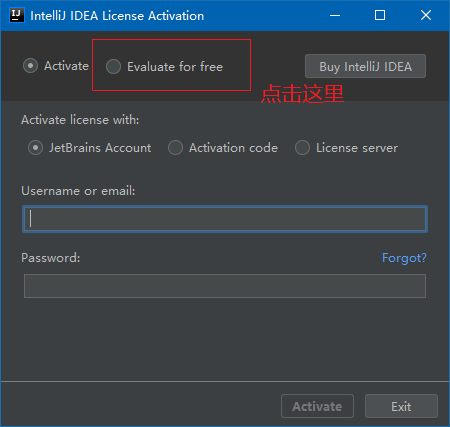 IntelliJ IDEA License Activation
Activate Evaluate for free Buy IntelliJ IDEA
点击这里
Activate license with:
JetBrains Account Activation code License server
Username or email:
Password: Forgot?
Activate Exit